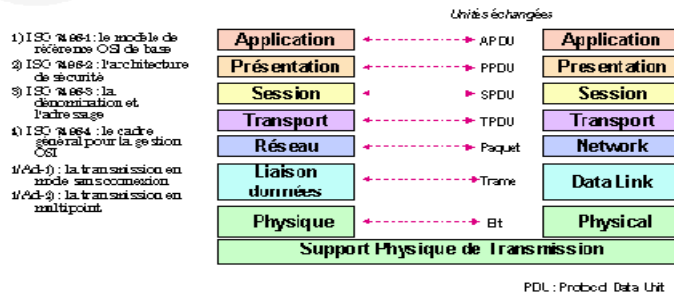 Unités échangées
1) ISO 7498-1 : le modèle de
référence OSI de base
2) ISO 7498-2 : l'architecture
de sécurité
3) ISO 7498-3 : la
dénomination et
l'adressage
4) ISO 7498-4 : le cadre
général pour la gestion
OSI
1/Ad-1) : la transmission en
mode sans connexion
1/Ad-2) : la transmission en
multipoint
Application APDU Application
Présentation PPDU Presentation
Session SPDU Session
Transport TPDU Transport
Réseau Paquet Network
Liaison
données Trame Data Link
Physique Bit Physical
Support Physique de Transmission
PDU : Protocol Data Unit